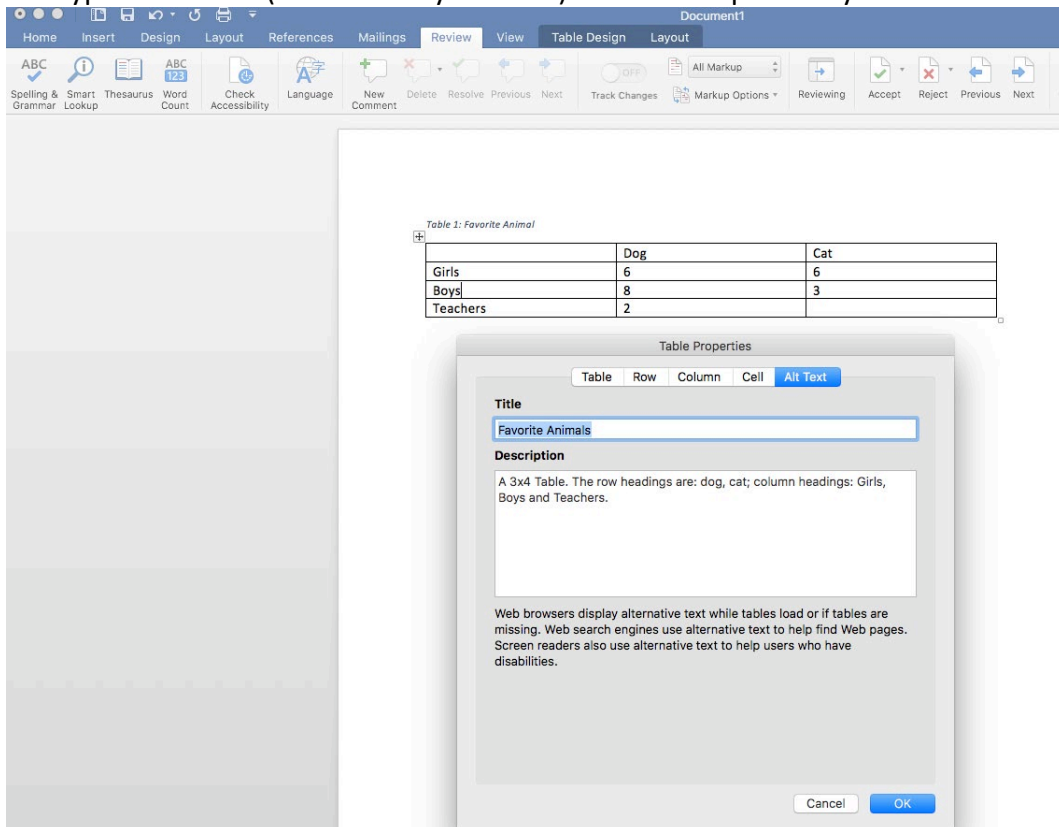 Document1
Home Insert Design Layout References Mailings Review View Table Design Layout
ABC ABC 123 A字 OFF All Markup
Spelling & Grammar Smart Lookup Thesaurus Word Count Check Accessibility Language New Comment Delete Resolve Previous Next Track Changes Markup Options Reviewing Accept Reject Previous Next
Table 1: Favorite Animal
Dog Cat
Girls 6 6
Boys 8 3
Teachers 2
Table Properties
Table Row Column Cell Alt Text
Title
Favorite Animals
Description
A 3x4 Table. The row headings are: dog, cat; column headings: Girls,
Boys and Teachers.
Web browsers display alternative text while tables load or if tables are
missing. Web search engines use alternative text to help find Web pages.
Screen readers also use alternative text to help users who have
disabilities.
Cancel OK